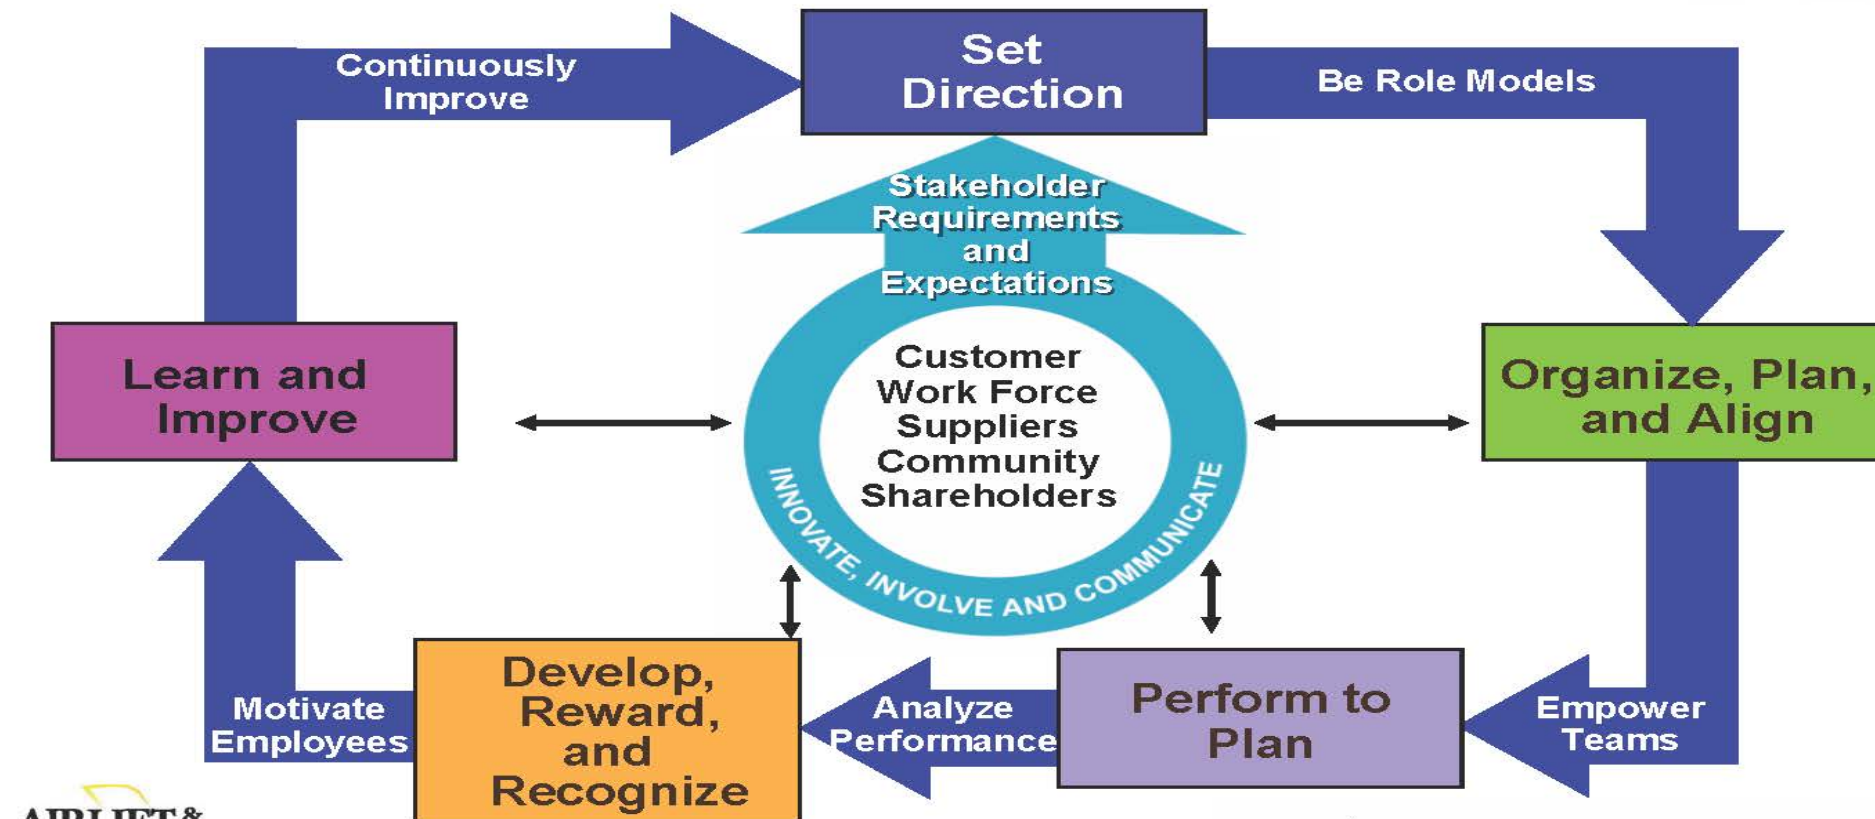 Continuously
Improve
Set
Direction
Be Role Models
Stakeholder
Requirements
and
Expectations
Customer
Work Force
Suppliers
Community
Shareholders
INNOVATE, INVOLVE AND COMMUNICATE
Learn and
Improve
Organize, Plan,
and Align
Motivate
Employees
Develop,
Reward,
and
Recognize
Analyze
Performance
Perform to
Plan
Empower
Teams
AIRLIFT &